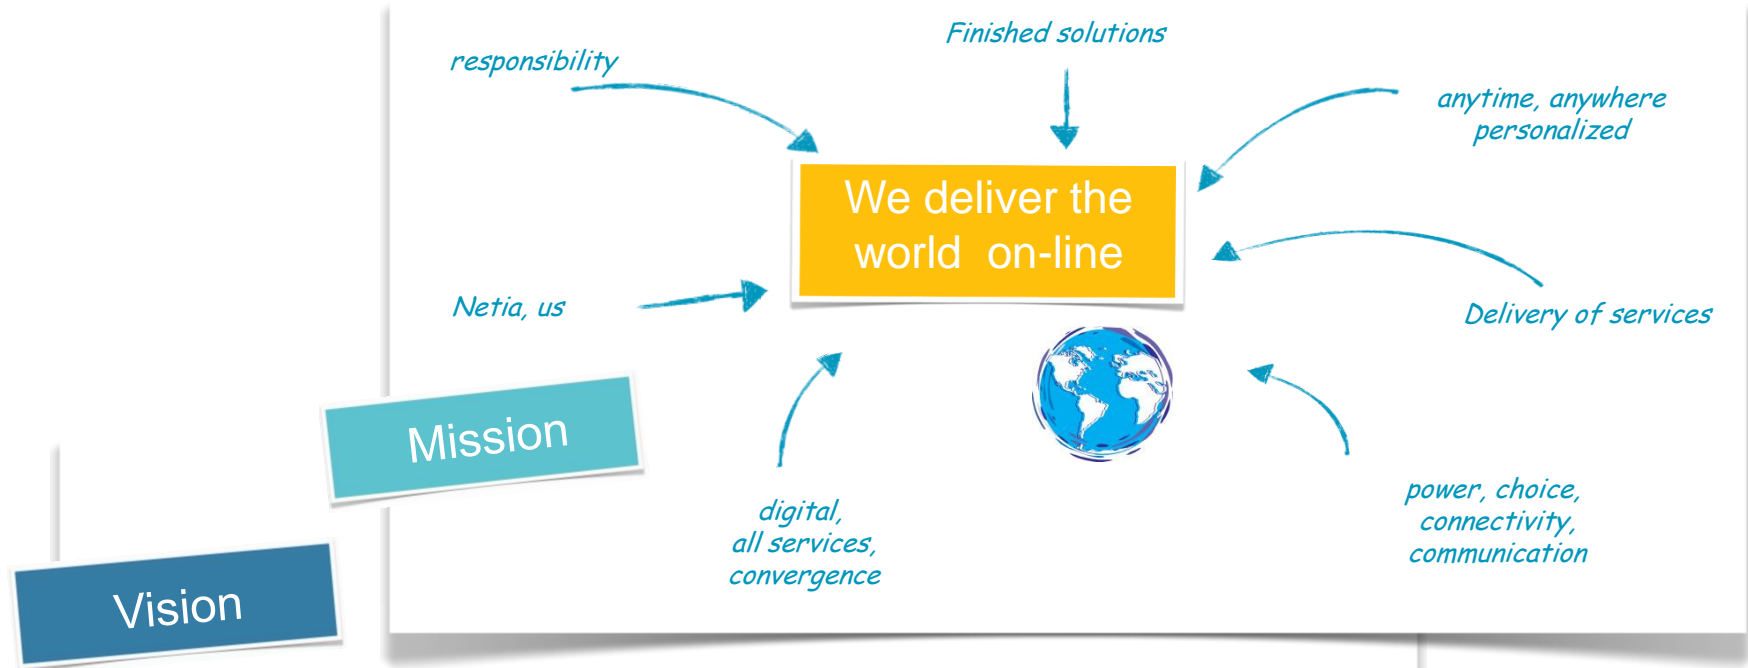 Finished solutions
responsibility
anytime, anywhere
personalized
We deliver the
world on-line
Netia, us
Delivery of services
Mission
digital,
all services,
convergence
power, choice,
connectivity,
communication
Vision